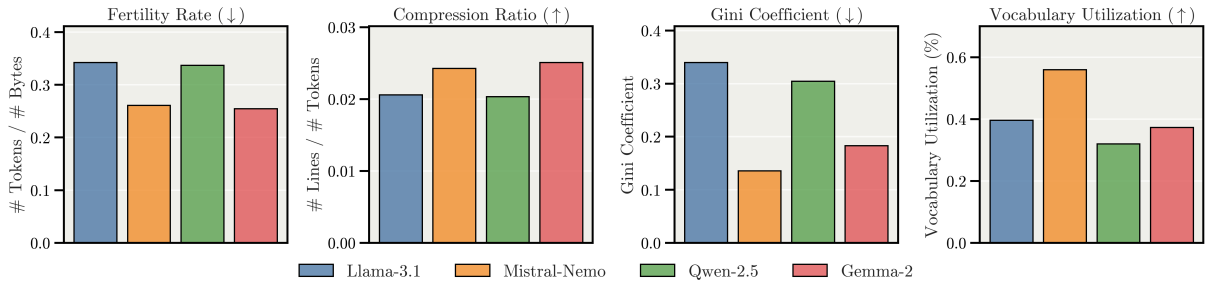 Fertility Rate (↓)
# Tokens / # Bytes
0.4
0.3
0.2
0.1
0.0
Compression Ratio (↑)
# Lines / # Tokens
0.03
0.02
0.01
0.00
Gini Coefficient (↓)
Gini Coefficient
0.4
0.3
0.2
0.1
0.0
Vocabulary Utilization (↑)
Vocabulary Utilization (%)
0.6
0.4
0.2
0.0
Llama-3.1
Mistral-Nemo
Qwen-2.5
Gemma-2